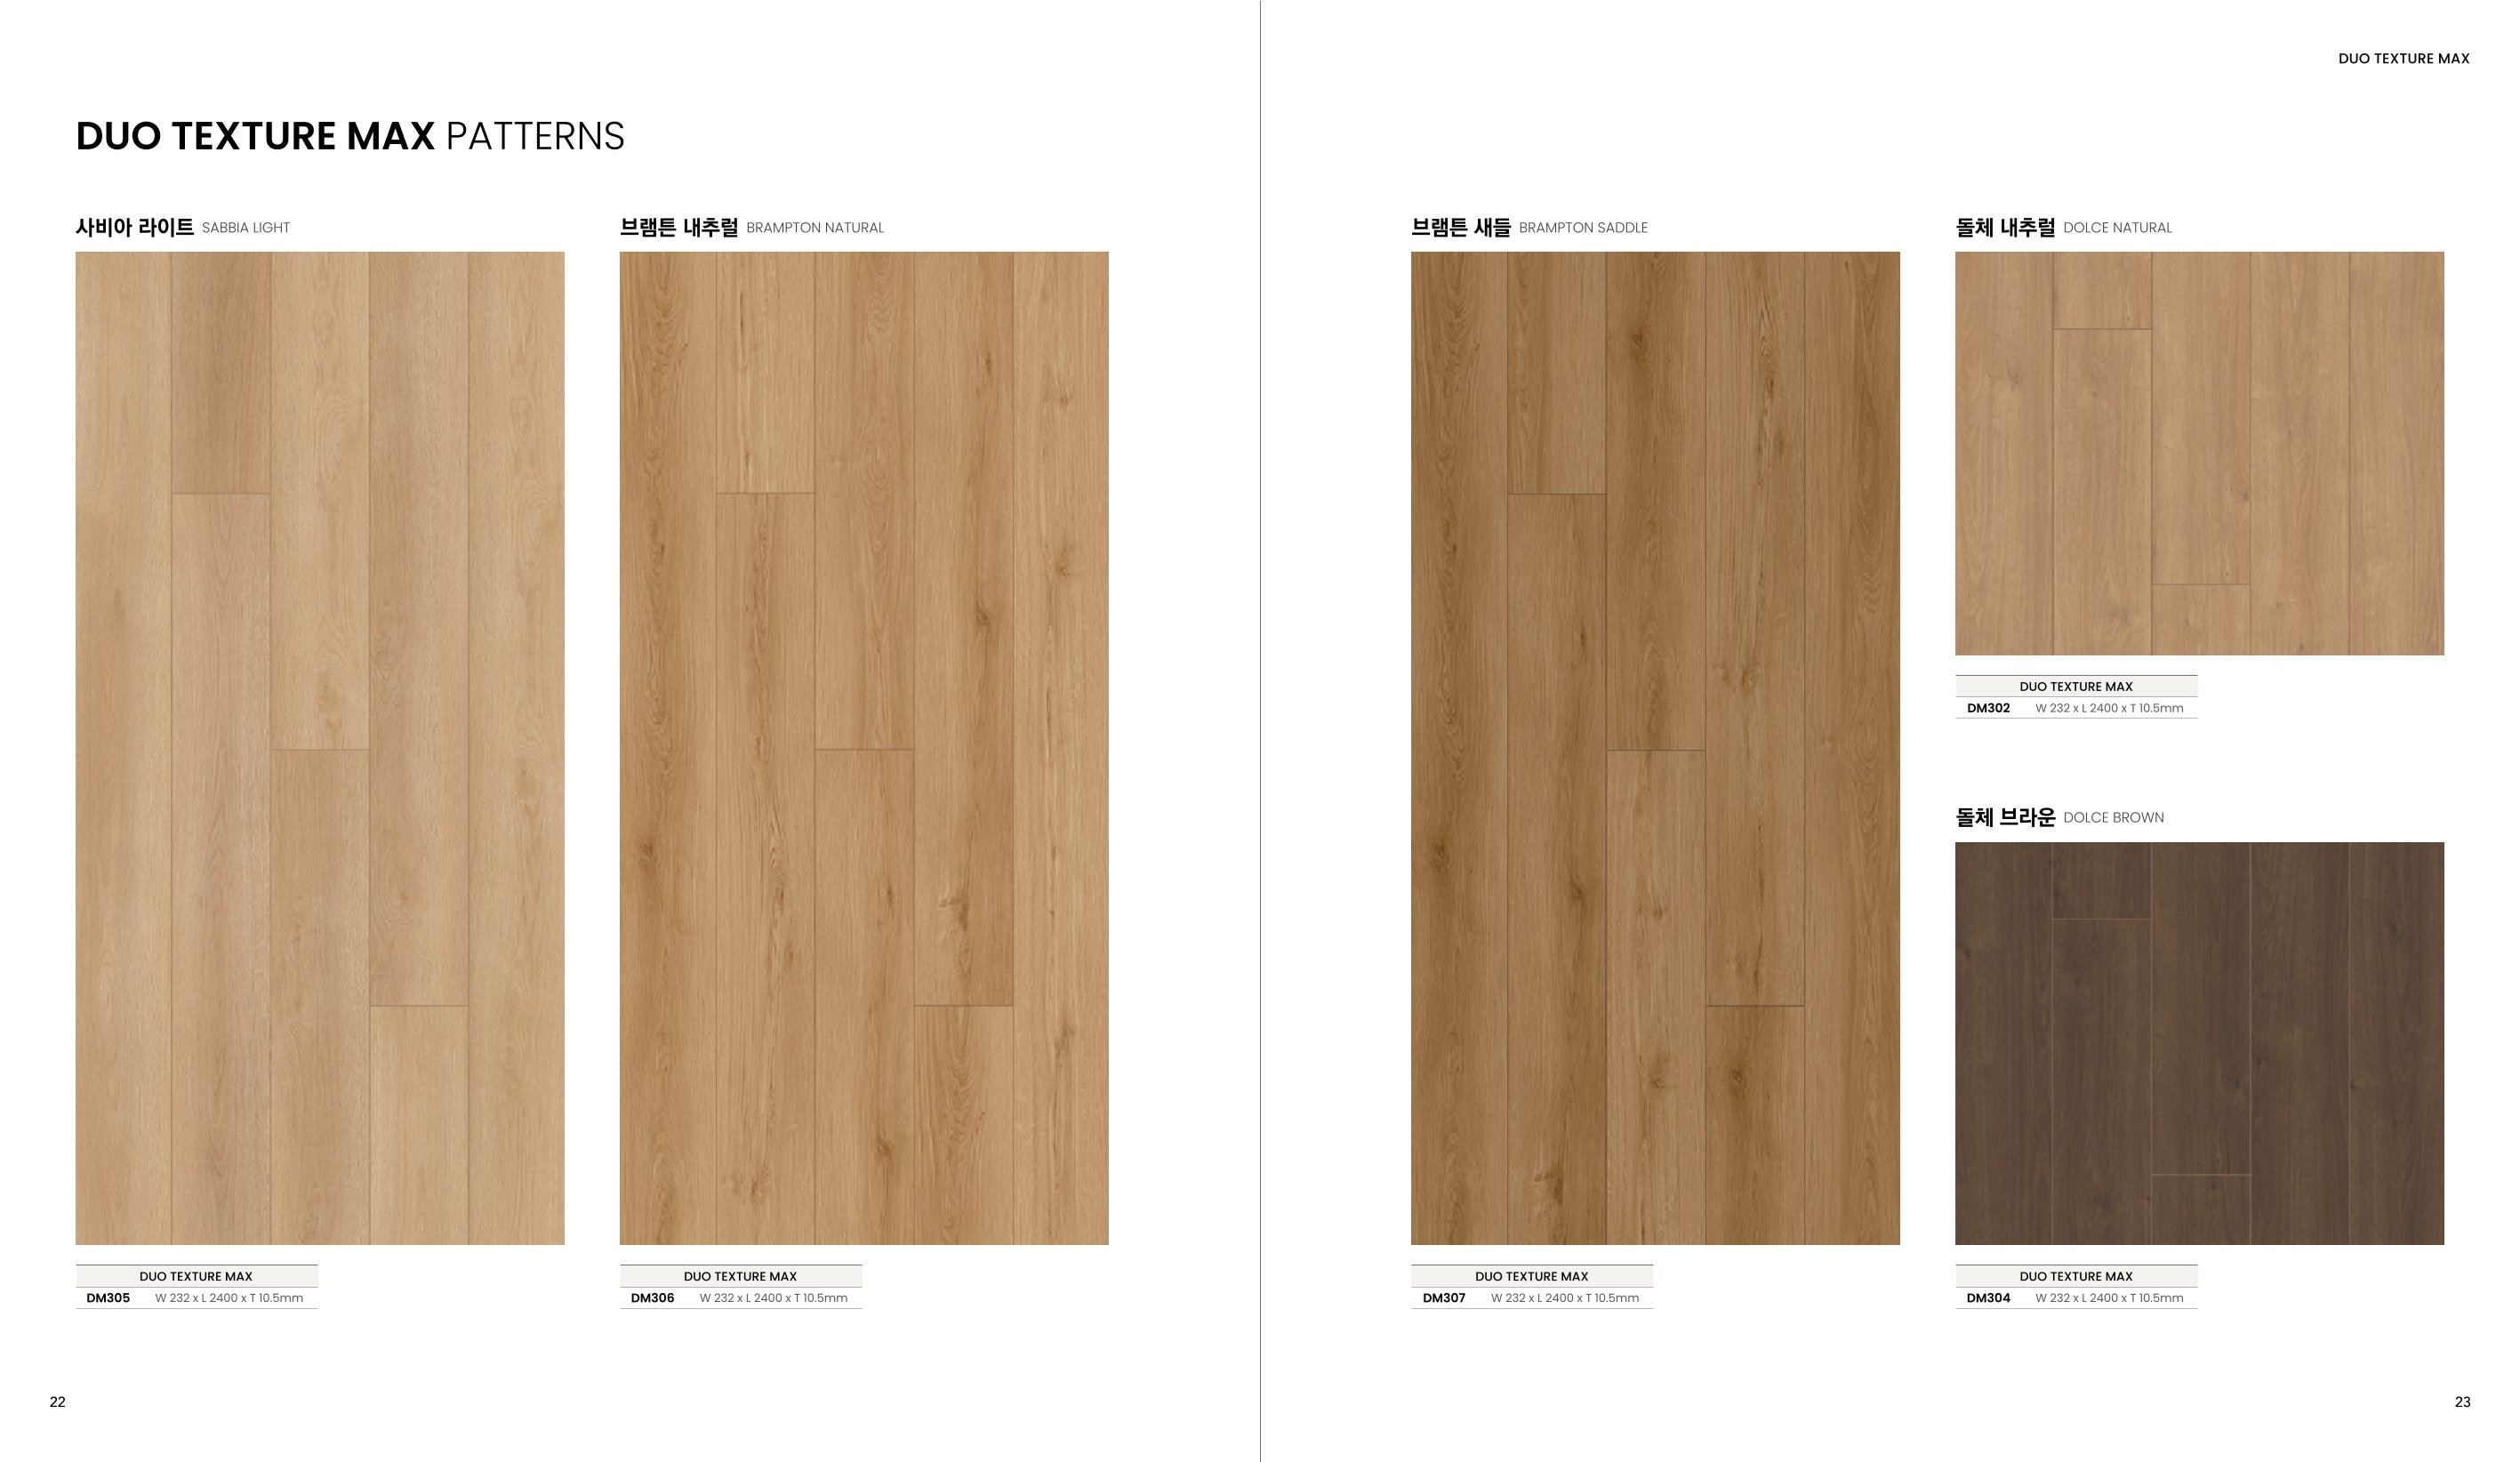 DUO TEXTURE MAX
DUO TEXTURE MAX PATTERNS
사비아 라이트 SABBIA LIGHT
DUO TEXTURE MAX
DM305 W 232 x L 2400 x T 10.5mm
브램튼 내추럴 BRAMPTON NATURAL
DUO TEXTURE MAX
DM306 W 232 x L 2400 x T 10.5mm
브램튼 새들 BRAMPTON SADDLE
DUO TEXTURE MAX
DM307 W 232 x L 2400 x T 10.5mm
돌체 내추럴 DOLCE NATURAL
DUO TEXTURE MAX
DM302 W 232 x L 2400 x T 10.5mm
돌체 브라운 DOLCE BROWN
DUO TEXTURE MAX
DM304 W 232 x L 2400 x T 10.5mm
22
23